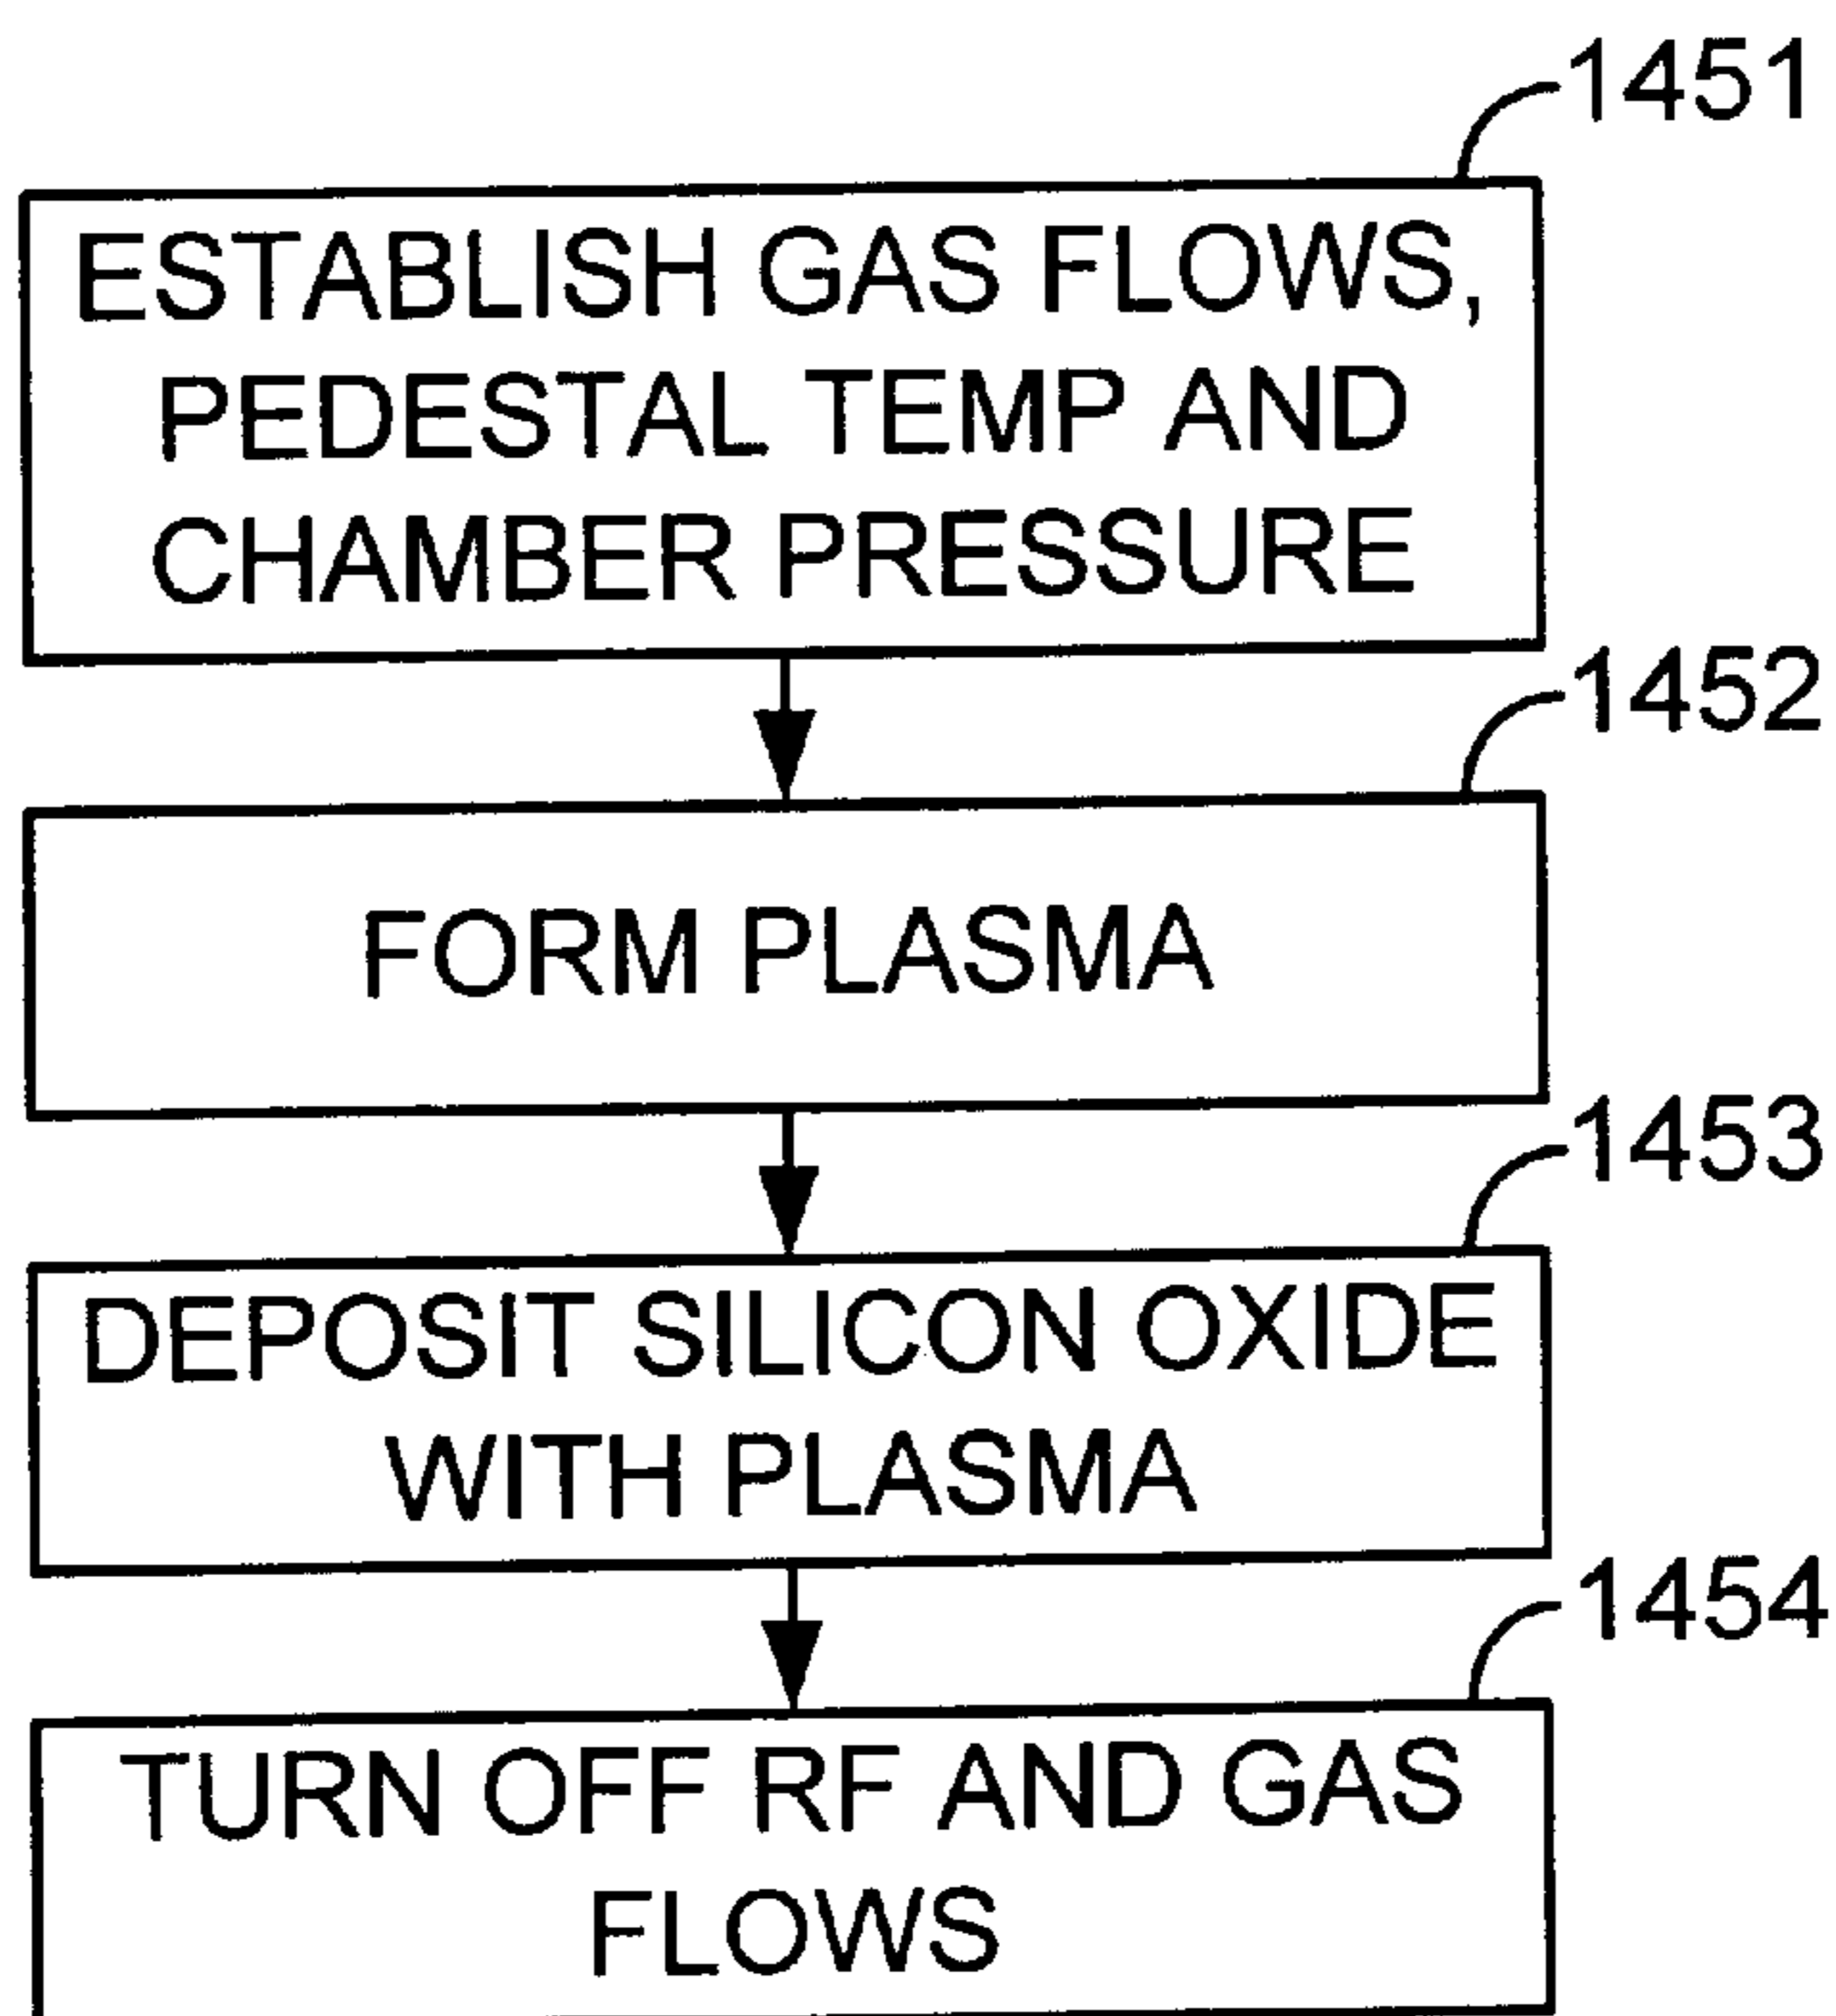 1451
ESTABLISH GAS FLOWS,
PEDESTAL TEMP AND
CHAMBER PRESSURE
1452
FORM PLASMA
1453
DEPOSIT SILICON OXIDE
WITH PLASMA
1454
TURN OFF RF AND GAS
FLOWS